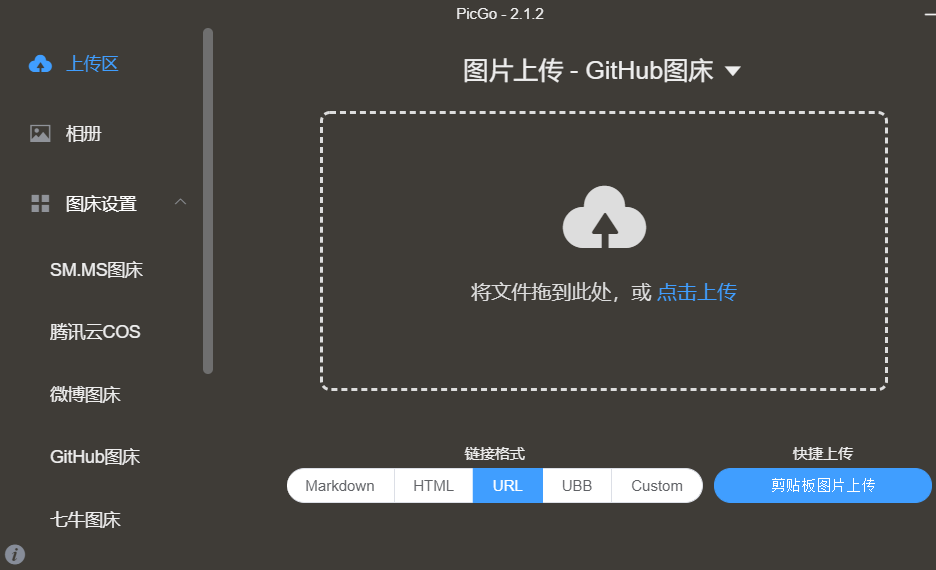 PicGo - 2.1.2
上传区
相册
图床设置
SM.MS图床
腾讯云COS
微博图床
GitHub图床
七牛图床
图片上传 - GitHub图床
将文件拖到此处，或 点击上传
链接格式
Markdown HTML URL UBB Custom
快捷上传
剪贴板图片上传
i